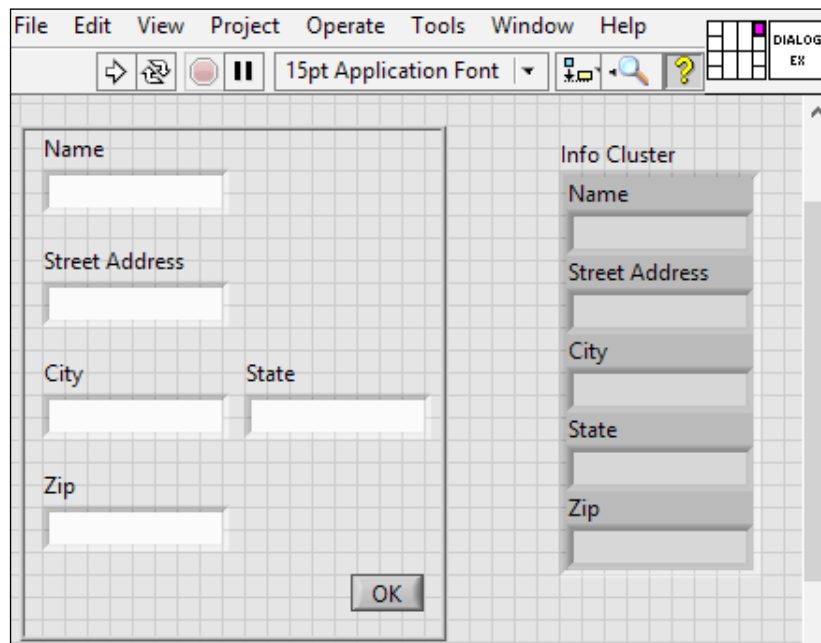 File Edit View Project Operate Tools Window Help
15pt Application Font
?
DIALOG
EX
Name
Street Address
City State
Zip
OK
Info Cluster
Name
Street Address
City
State
Zip